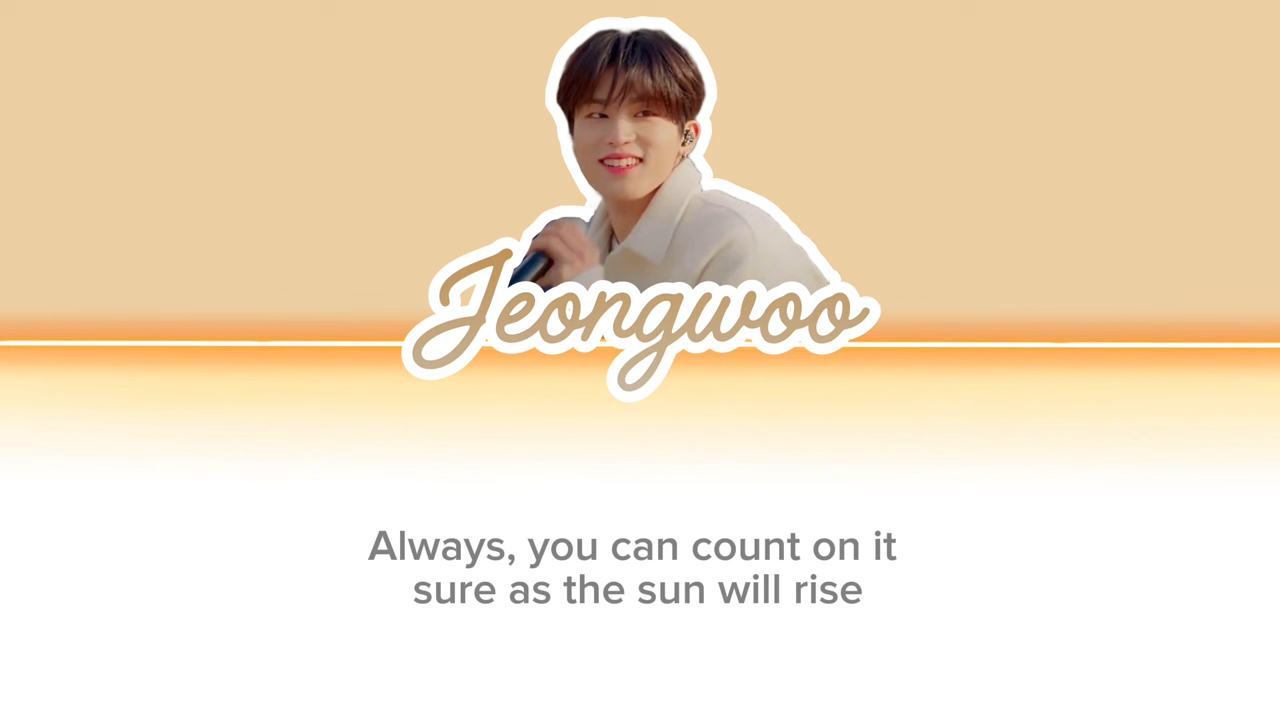 Jeongwoo
Always, you can count on it
sure as the sun will rise